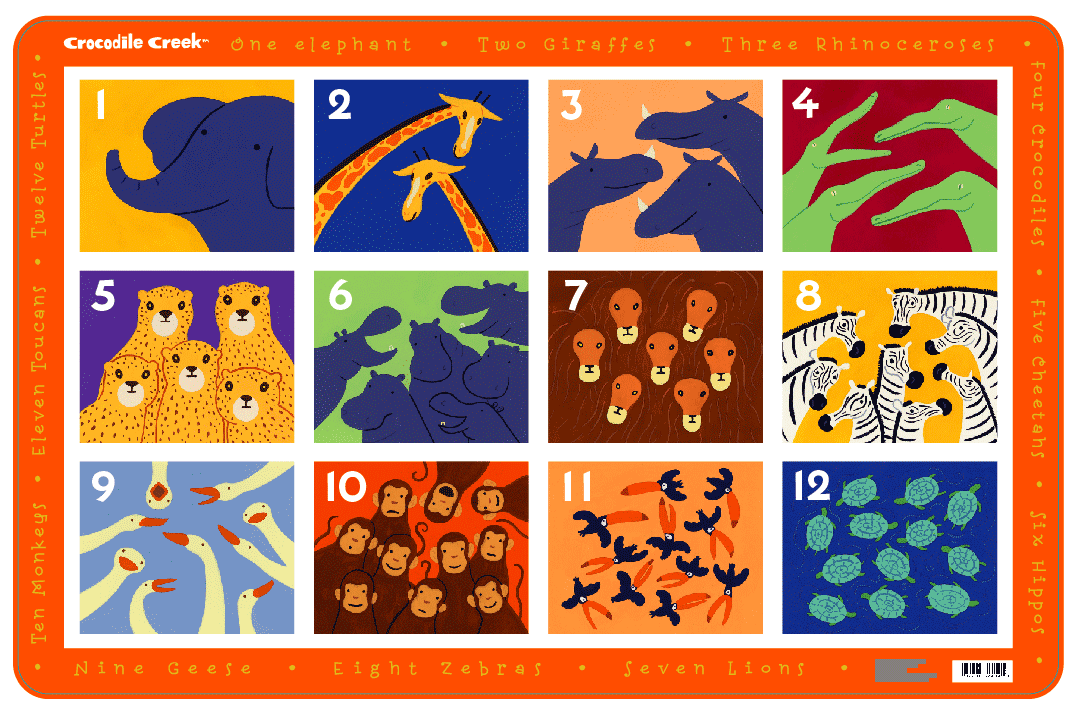 Crocodile Creek™
One elephant • Two Giraffes • Three Rhinoceroses •
four Crocodiles • five Cheetahs • Six Hippos •
Seven Lions •
Eight Zebras •
Nine Geese •
Ten Monkeys • Eleven Toucans • Twelve Turtles •
1
2
3
4
5
6
7
8
9
10
11
12